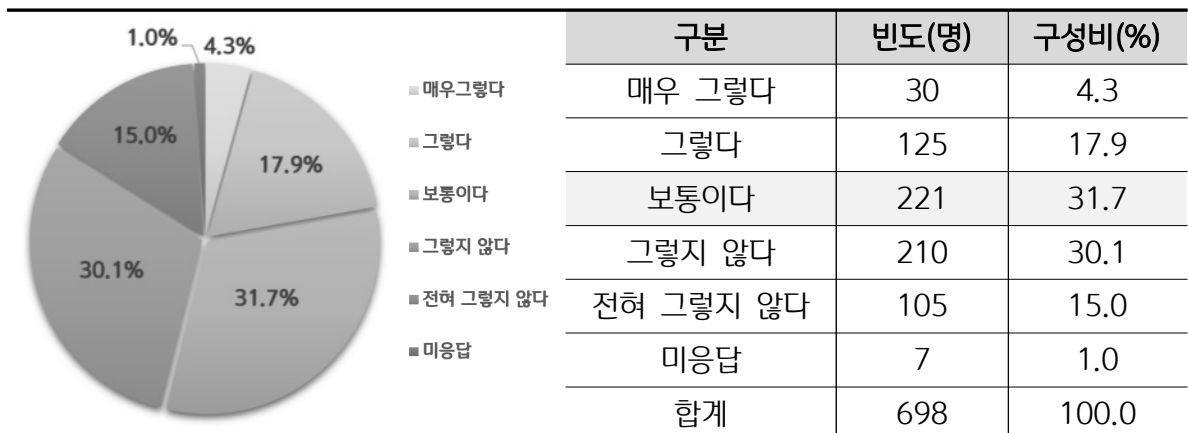 1.0%
4.3%
17.9%
31.7%
30.1%
15.0%
매우그렇다
그렇다
보통이다
그렇지 않다
전혀 그렇지 않다
미응답
구분 빈도(명) 구성비(%)
매우 그렇다 30 4.3
그렇다 125 17.9
보통이다 221 31.7
그렇지 않다 210 30.1
전혀 그렇지 않다 105 15.0
미응답 7 1.0
합계 698 100.0